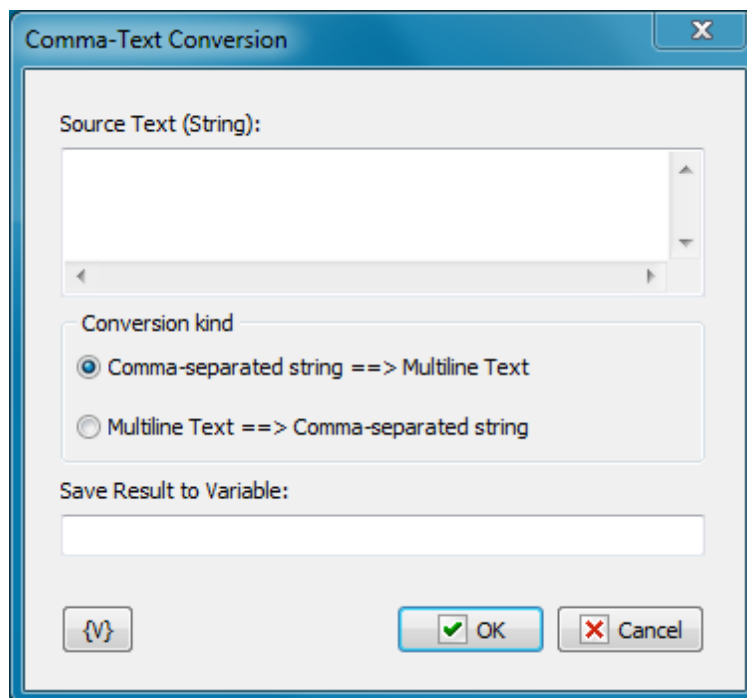 Comma-Text Conversion
Source Text (String):
Conversion kind
Comma-separated string ==> Multiline Text
Multiline Text ==> Comma-separated string
Save Result to Variable:
{V} OK Cancel